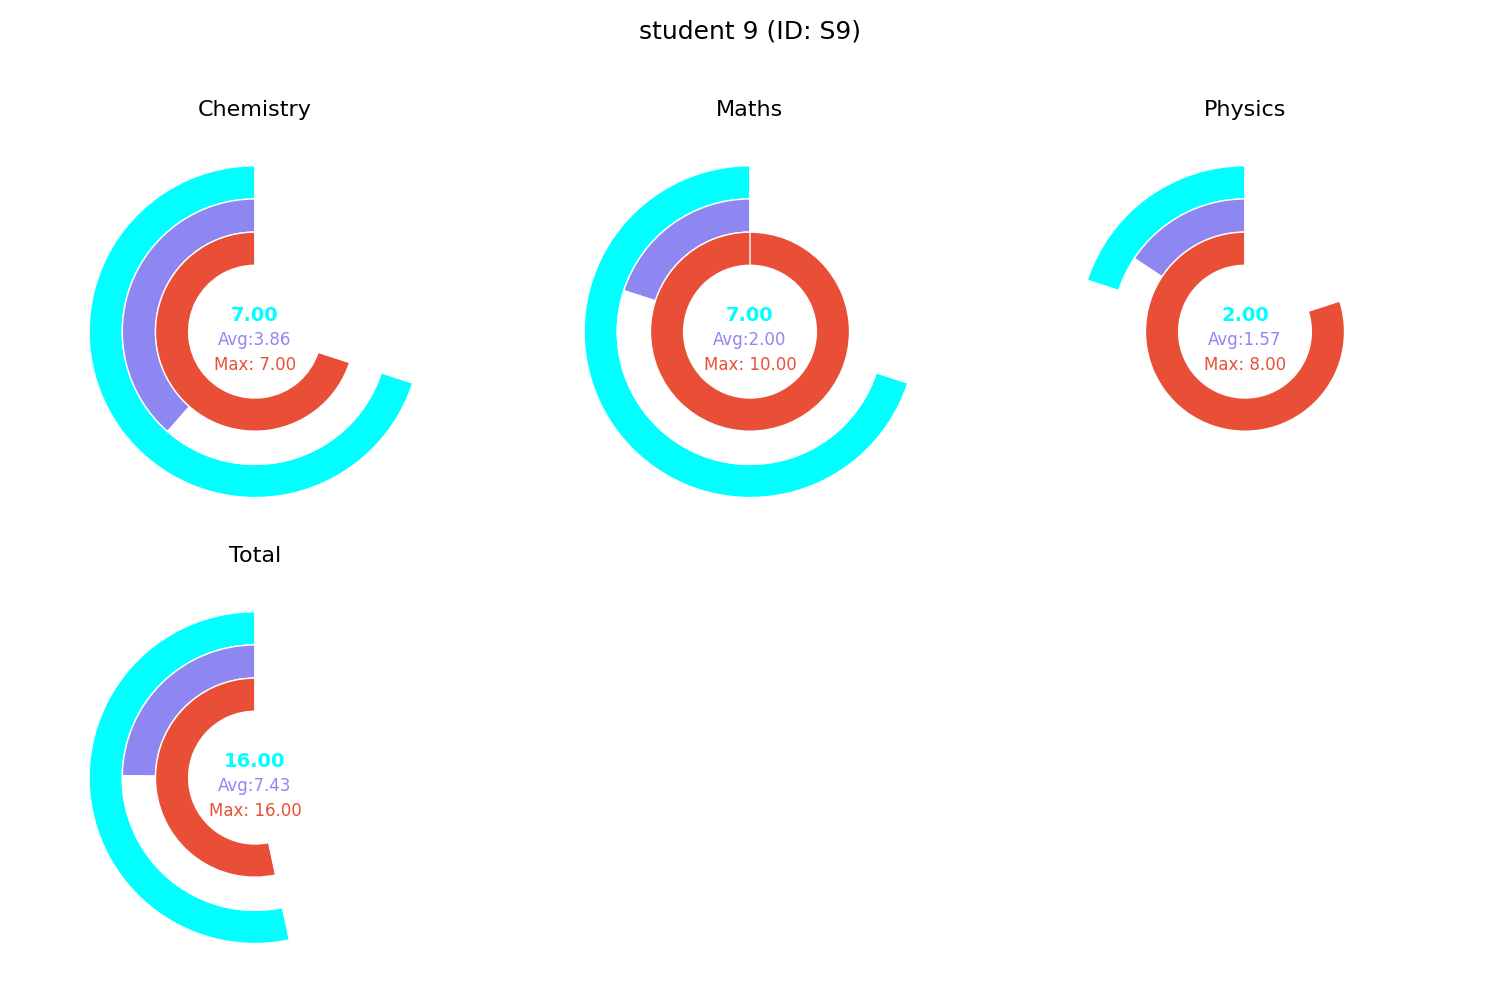 student 9 (ID: S9)
Chemistry
7.00
Avg:3.86
Max: 7.00
Maths
7.00
Avg:2.00
Max: 10.00
Physics
2.00
Avg:1.57
Max: 8.00
Total
16.00
Avg:7.43
Max: 16.00